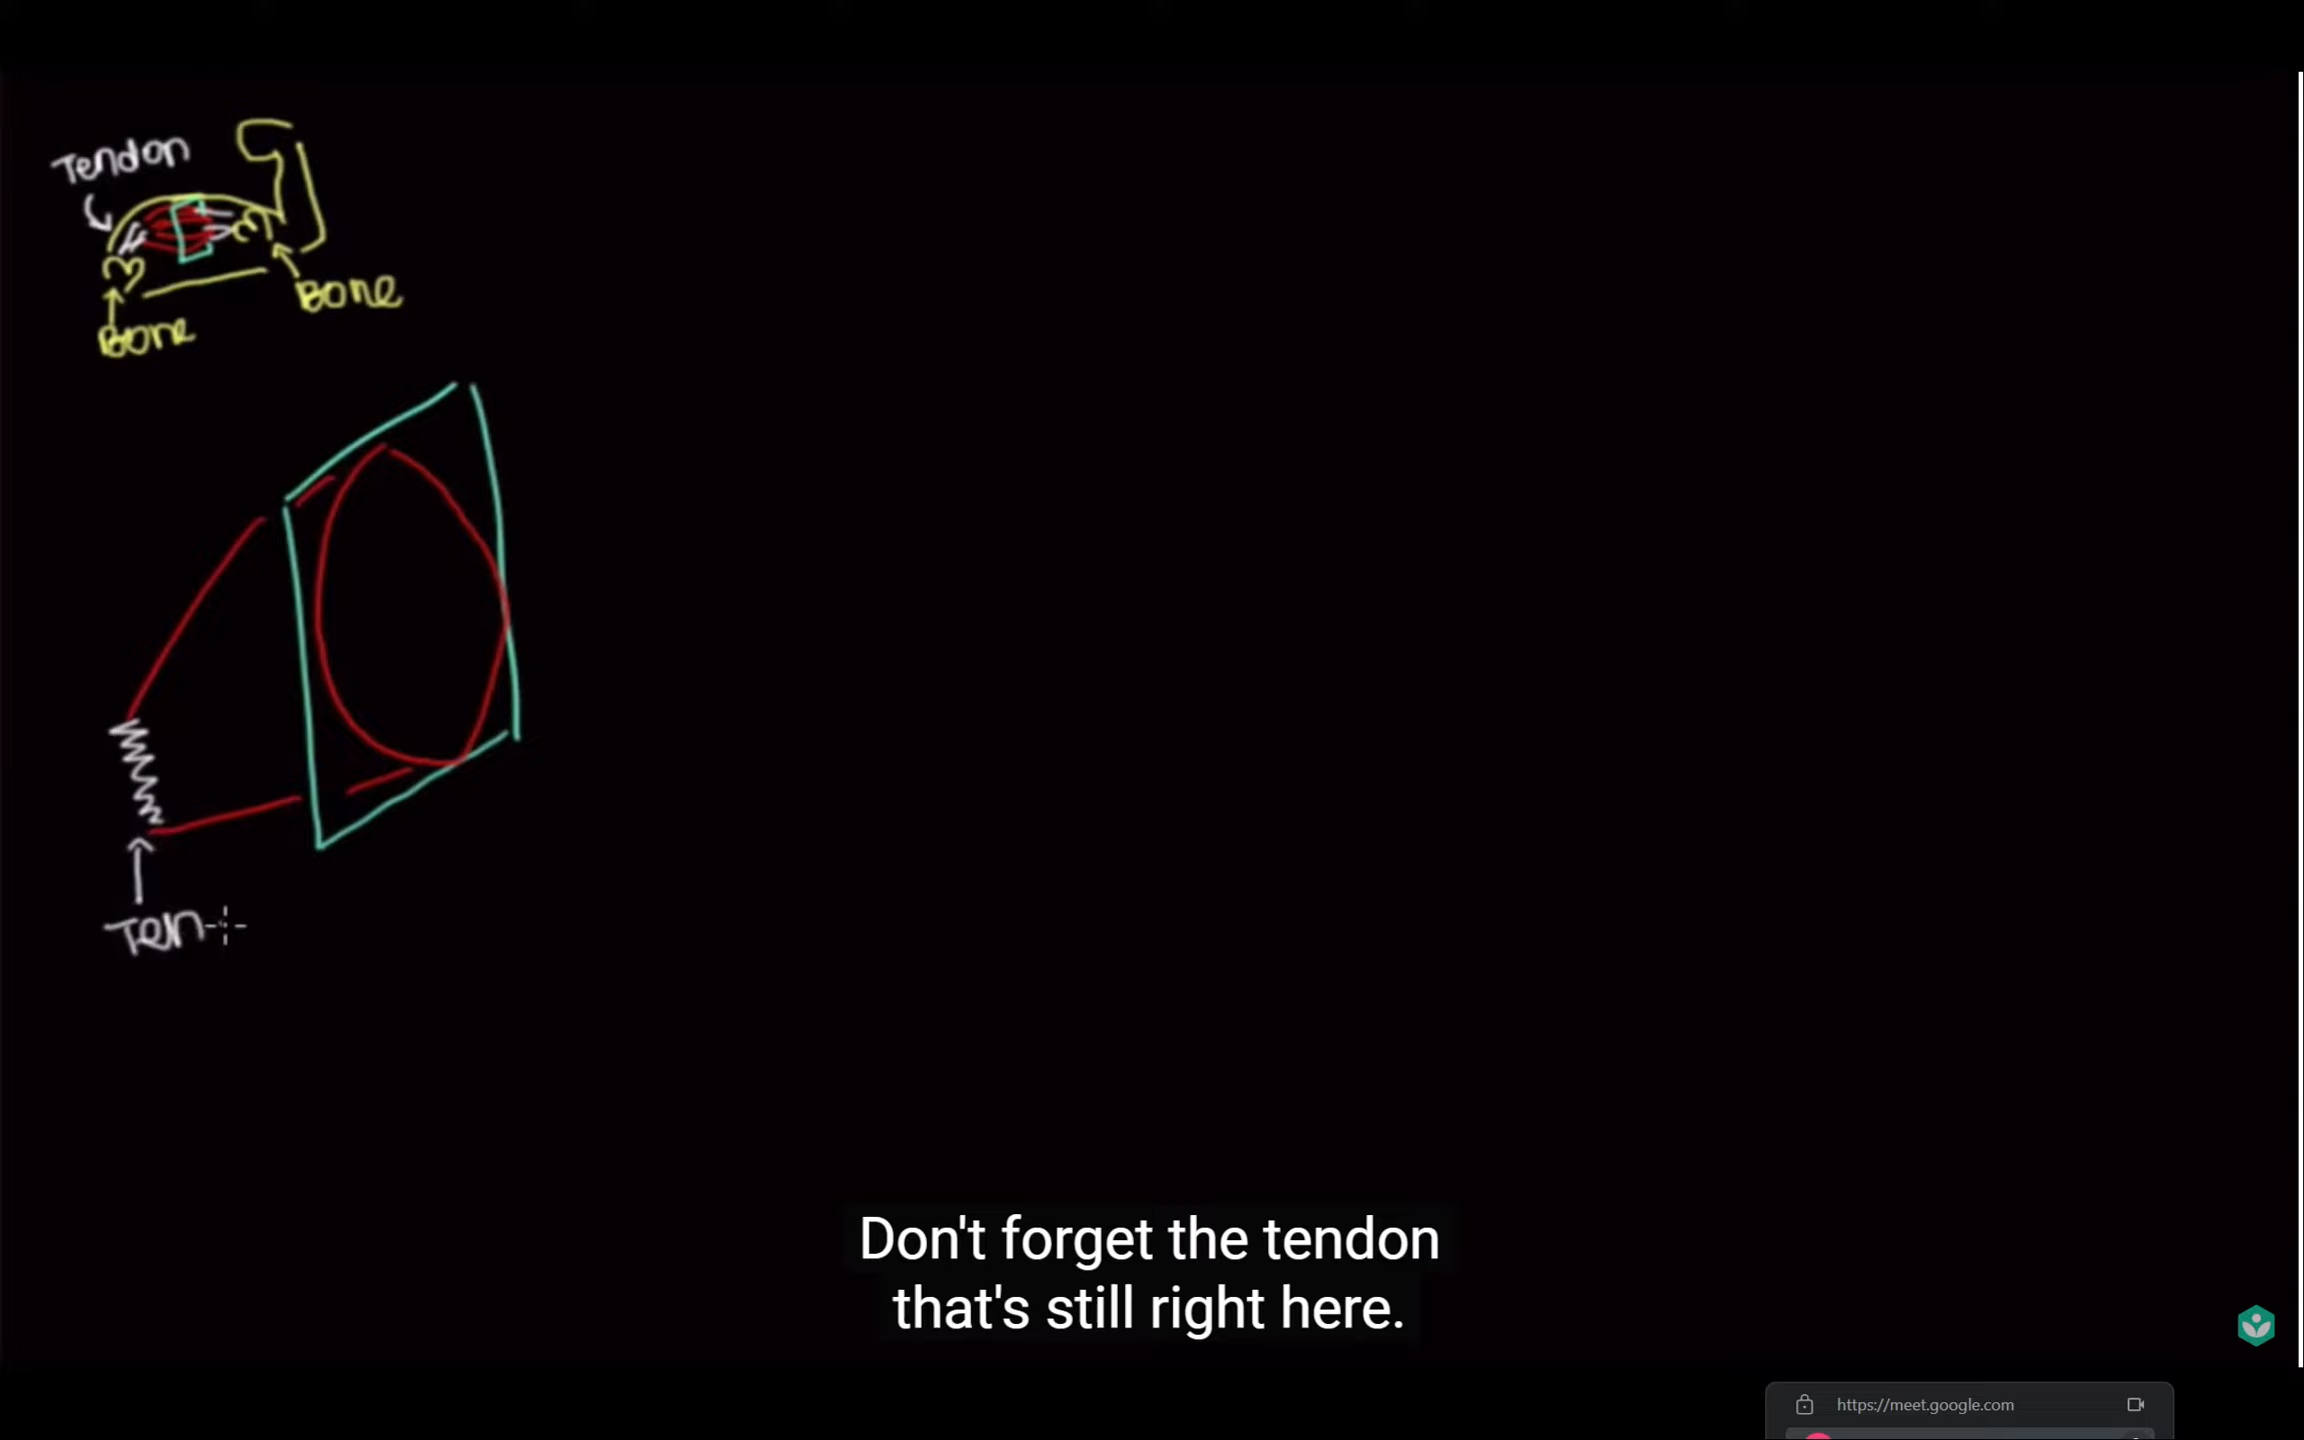 Tendon
Bone
Bone
Ten
Don't forget the tendon
that's still right here.
https://meet.google.com